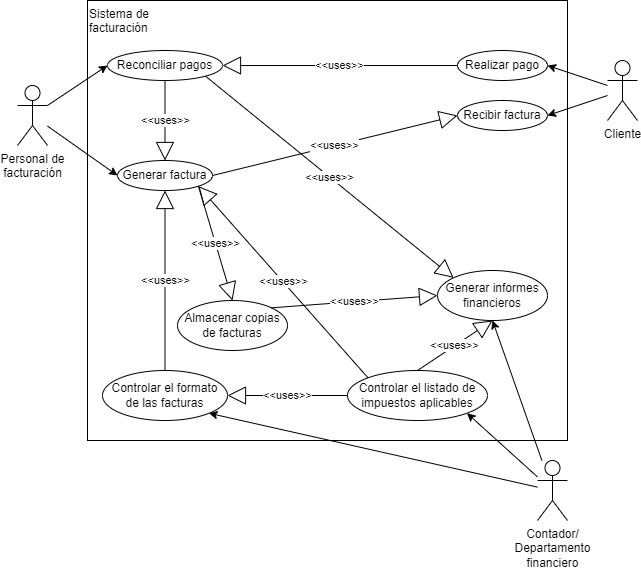 Sistema de
facturación
Reconciliar pagos
<<uses>>
Realizar pago
Recibir factura
Cliente
Personal de
facturación
<<uses>>
<<uses>>
Generar factura
<<uses>>
<<uses>>
<<uses>>
<<uses>>
Generar informes
financieros
<<uses>>
Almacenar copias
de facturas
<<uses>>
Controlar el formato
de las facturas
<<uses>>
Controlar el listado de
impuestos aplicables
Contador/
Departamento
financiero